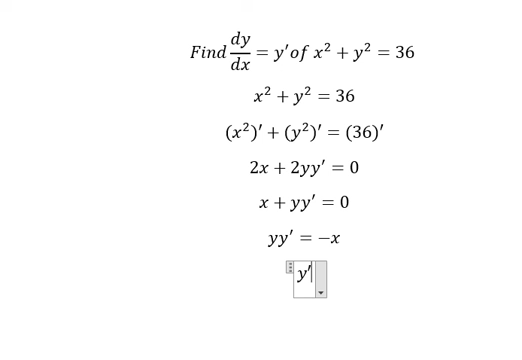 Find dy/dx = y′of x² + y² = 36
x² + y² = 36
(x²)′ + (y²)′ = (36)′
2x + 2yy′ = 0
x + yy′ = 0
yy′ = −x
y′